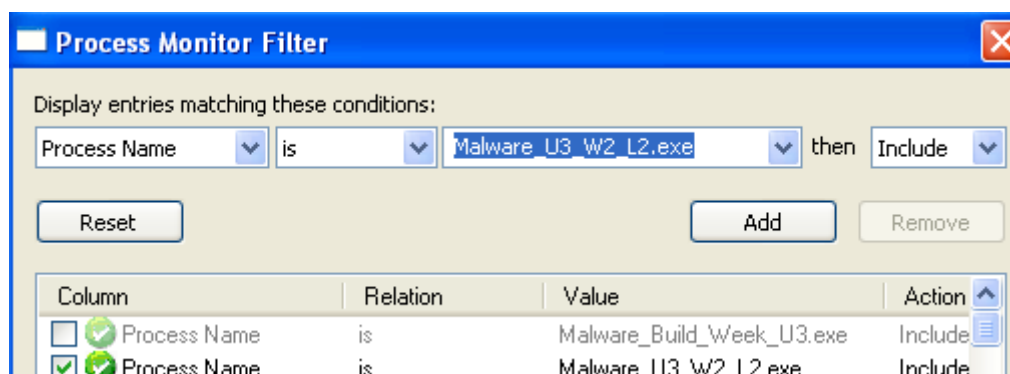 Process Monitor Filter
Display entries matching these conditions:
Process Name is Malware_U3_W2_L2.exe then Include
Reset Add Remove
Column Relation Value Action
Process Name is Malware_Build_Week_U3.exe Include
Process Name is Malware_U3_W2_L2.exe Include